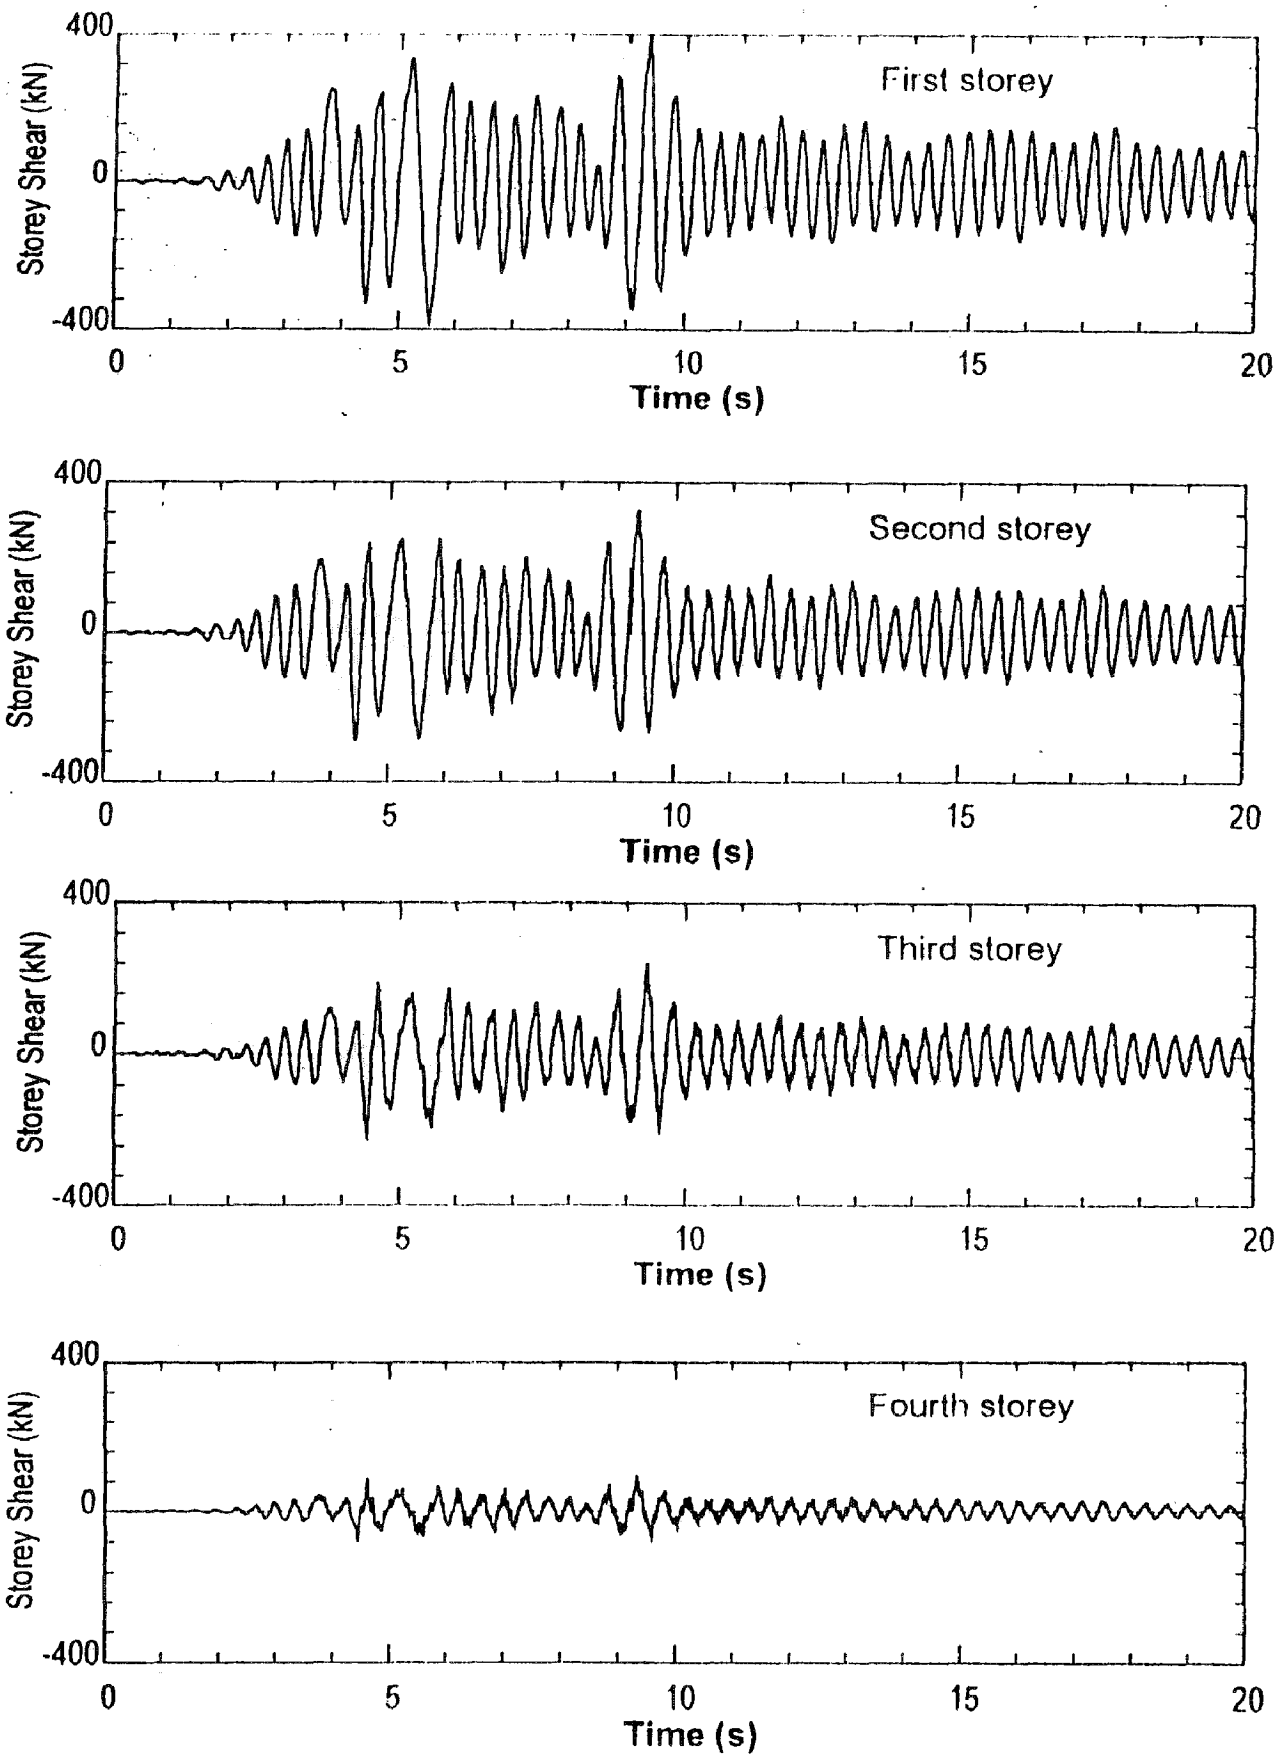 400
First storey
Storey Shear (kN)
0
-400
0 5 10 15 20
Time (s)
400
Second storey
Storey Shear (kN)
0
-400
0 5 10 15 20
Time (s)
400
Third storey
Storey Shear (kN)
0
-400
0 5 10 15 20
Time (s)
400
Fourth storey
Storey Shear (kN)
0
-400
0 5 10 15 20
Time (s)